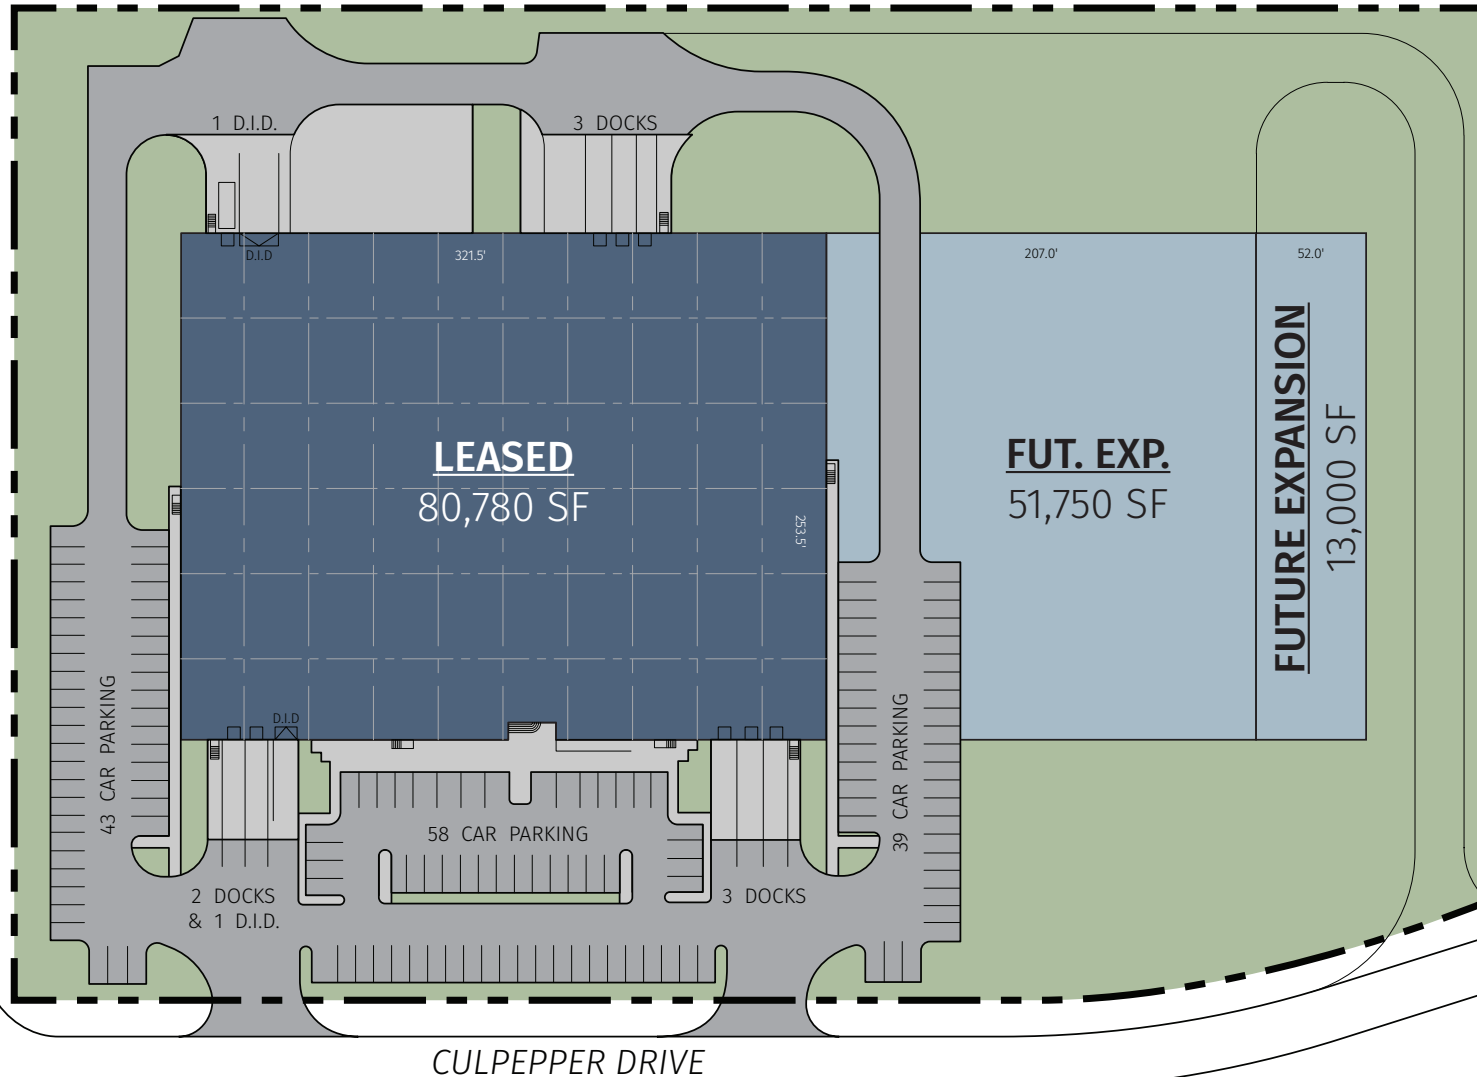 1 D.I.D.
3 DOCKS
D.I.D
321.5'
207.0'
52.0'
LEASED
80,780 SF
253.5'
FUT. EXP.
51,750 SF
FUTURE EXPANSION
13,000 SF
43 CAR PARKING
D.I.D
58 CAR PARKING
39 CAR PARKING
2 DOCKS
& 1 D.I.D.
3 DOCKS
CULPEPPER DRIVE